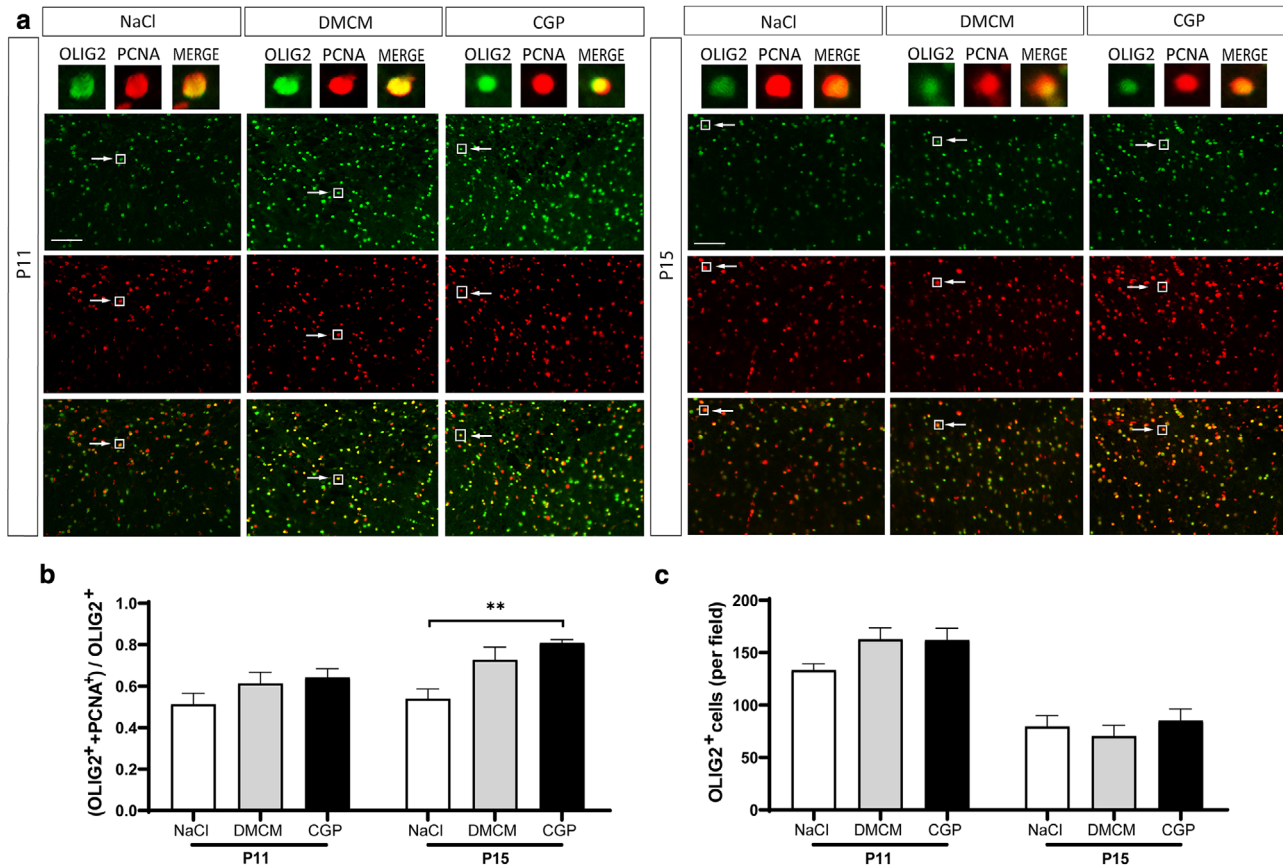 a
NaCl DMCM CGP NaCl DMCM CGP
OLIG2 PCNA MERGE OLIG2 PCNA MERGE OLIG2 PCNA MERGE OLIG2 PCNA MERGE OLIG2 PCNA MERGE OLIG2 PCNA MERGE
P11
P15
b
(OLIG2⁺+PCNA⁺) / OLIG2⁺
1.0
0.8
0.6
0.4
0.2
0.0
**
NaCl DMCM CGP NaCl DMCM CGP
P11 P15
c
OLIG2⁺ cells (per field)
200
150
100
50
0
NaCl DMCM CGP NaCl DMCM CGP
P11 P15